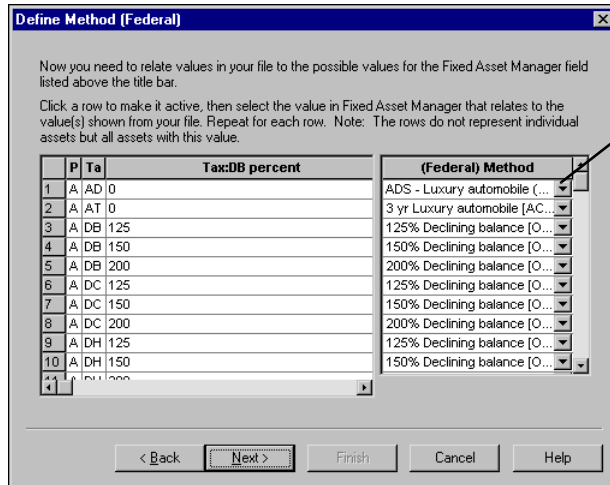 Define Method (Federal)
Now you need to relate values in your file to the possible values for the Fixed Asset Manager field
listed above the title bar.
Click a row to make it active, then select the value in Fixed Asset Manager that relates to the
value(s) shown from your file. Repeat for each row. Note: The rows do not represent individual
assets but all assets with this value.
P Ta Tax:DB percent (Federal) Method
1 A AD 0 ADS - Luxury automobile (...
2 A AT 0 3 yr Luxury automobile [AC...
3 A DB 125 125% Declining balance [O...
4 A DB 150 150% Declining balance [O...
5 A DB 200 200% Declining balance [O...
6 A DC 125 125% Declining balance [O...
7 A DC 150 150% Declining balance [O...
8 A DC 200 200% Declining balance [O...
9 A DH 125 125% Declining balance [O...
10 A DH 150 150% Declining balance [O...
11 A DH 200
< Back Next > Finish Cancel Help